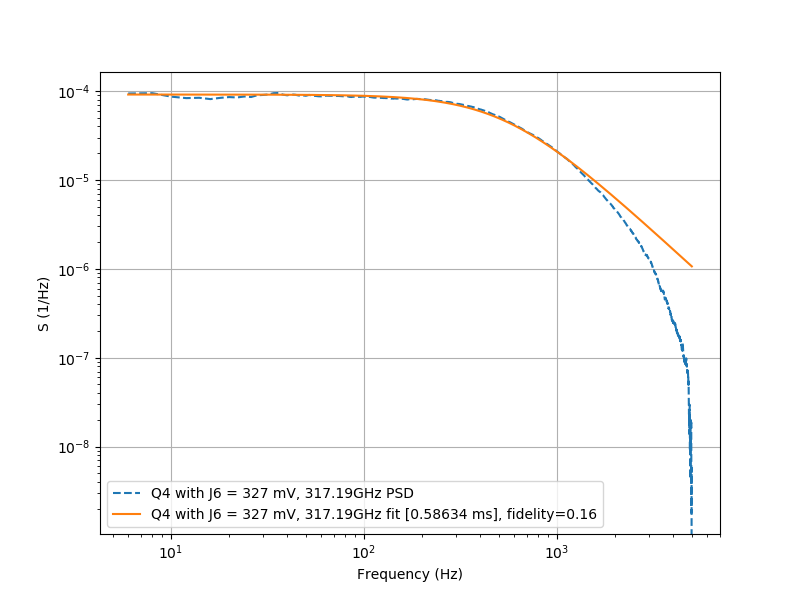 10⁻⁴
10⁻⁵
10⁻⁶
10⁻⁷
10⁻⁸
S (1/Hz)
Q4 with J6 = 327 mV, 317.19GHz PSD
Q4 with J6 = 327 mV, 317.19GHz fit [0.58634 ms], fidelity=0.16
10¹ 10² 10³
Frequency (Hz)